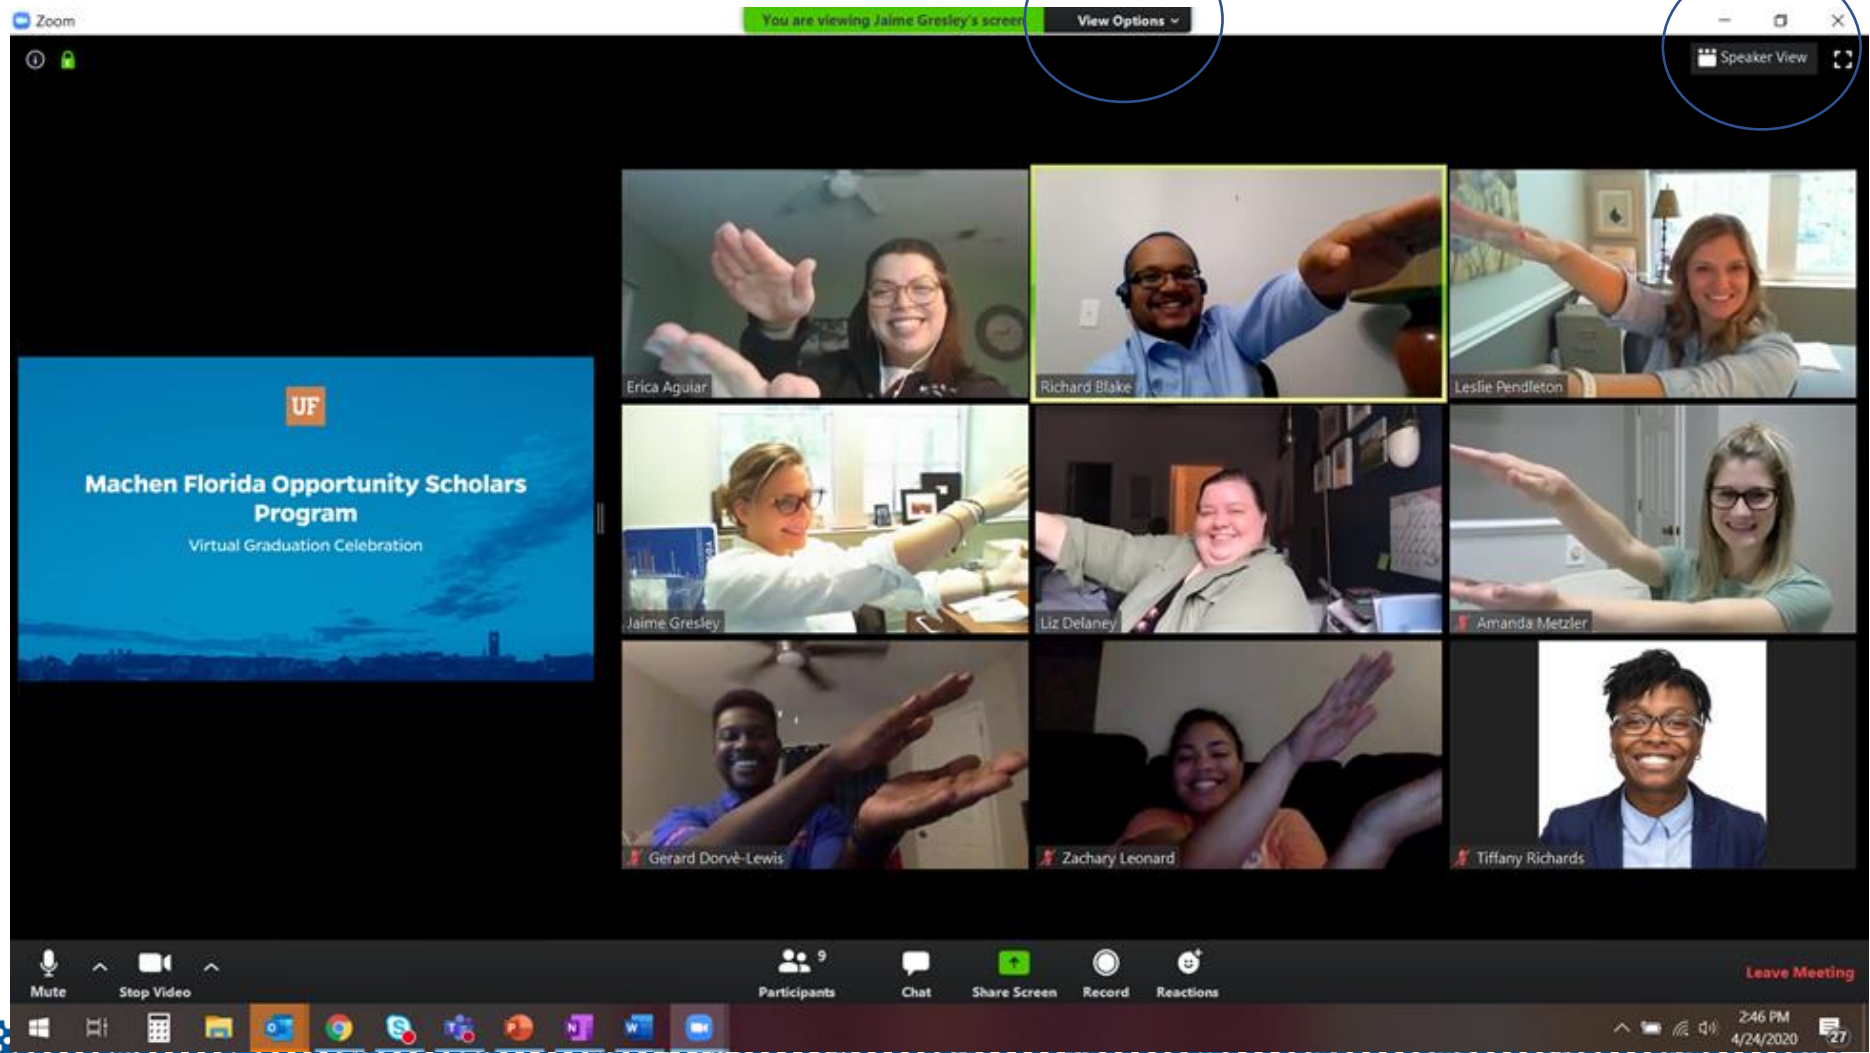 Zoom
You are viewing Jaime Gresley's screen
View Options
Speaker View
UF
Machen Florida Opportunity Scholars
Program
Virtual Graduation Celebration
Erica Aguiar
Richard Blake
Leslie Pendleton
Jaime Gresley
Liz Delaney
Amanda Metzler
Gerard Dorvè-Lewis
Zachary Leonard
Tiffany Richards
Mute
Stop Video
9
Participants
Chat
Share Screen
Record
Reactions
Leave Meeting
2:46 PM
4/24/2020
27